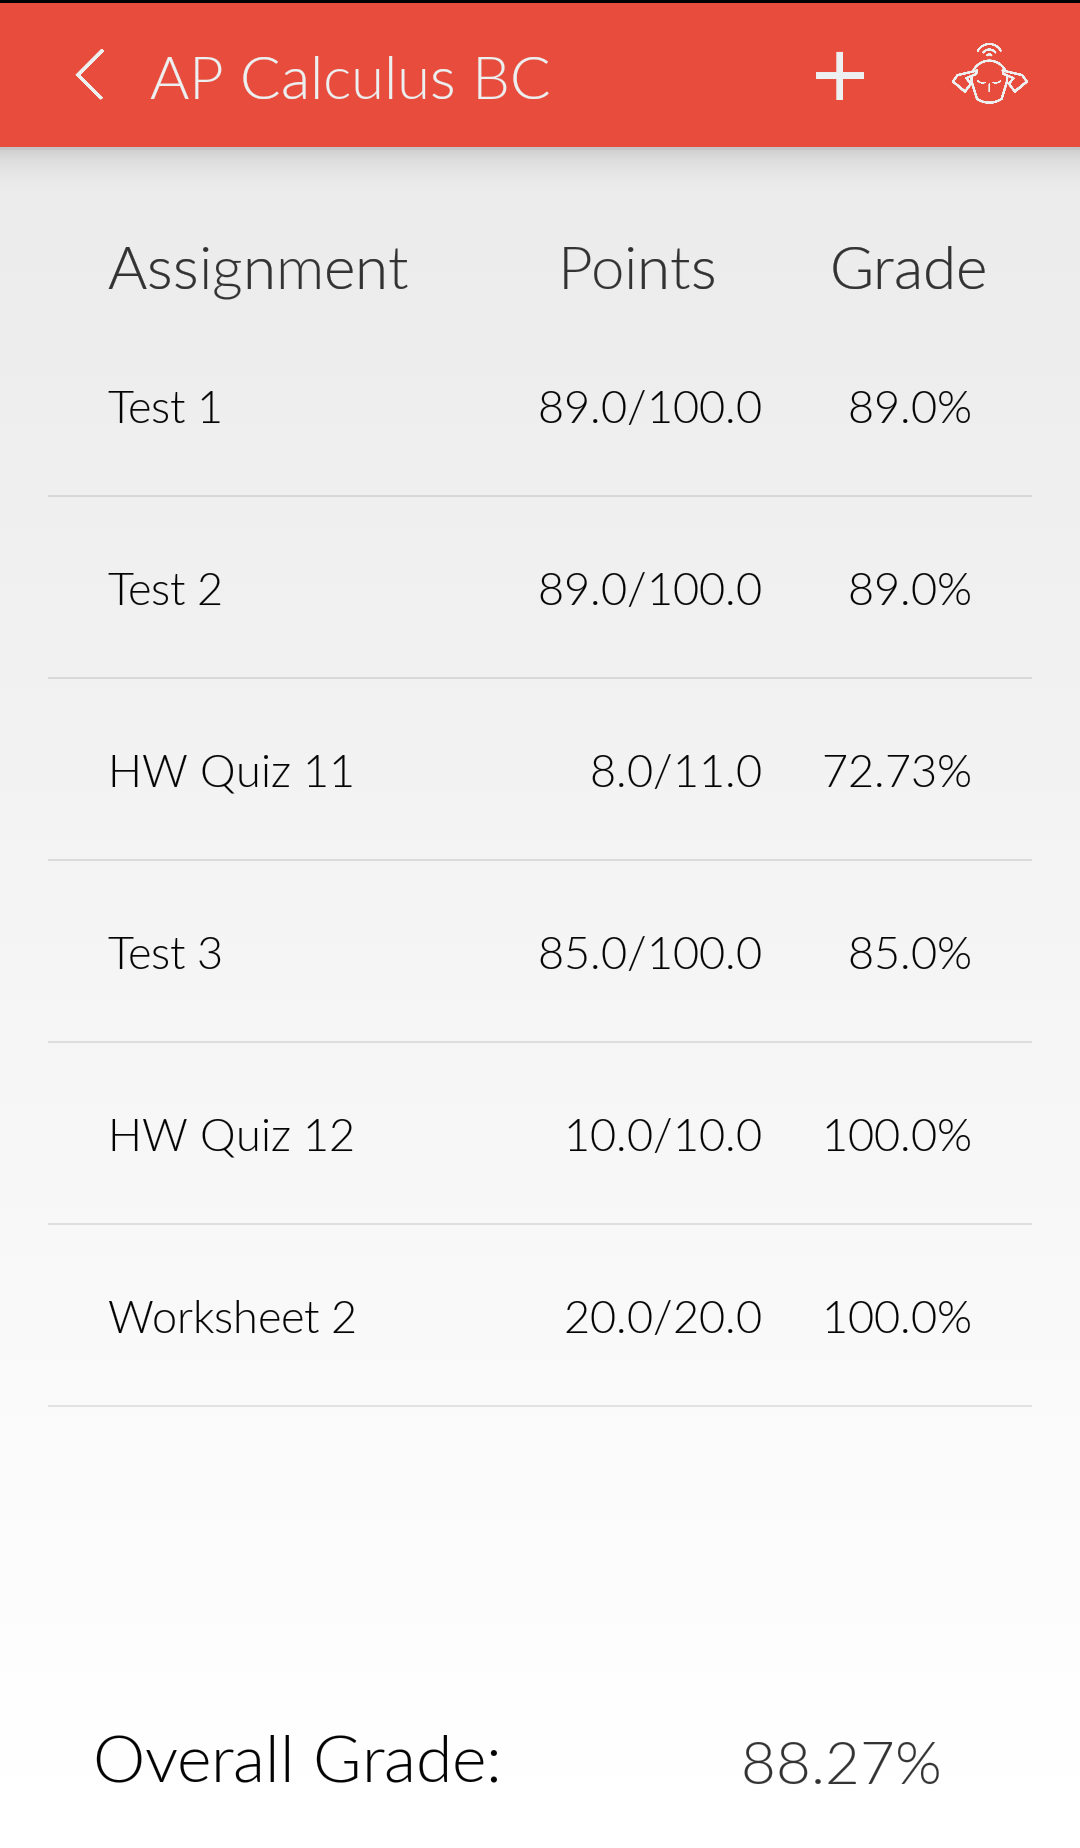 AP Calculus BC
Assignment Points Grade
Test 1 89.0/100.0 89.0%
Test 2 89.0/100.0 89.0%
HW Quiz 11 8.0/11.0 72.73%
Test 3 85.0/100.0 85.0%
HW Quiz 12 10.0/10.0 100.0%
Worksheet 2 20.0/20.0 100.0%
Overall Grade: 88.27%